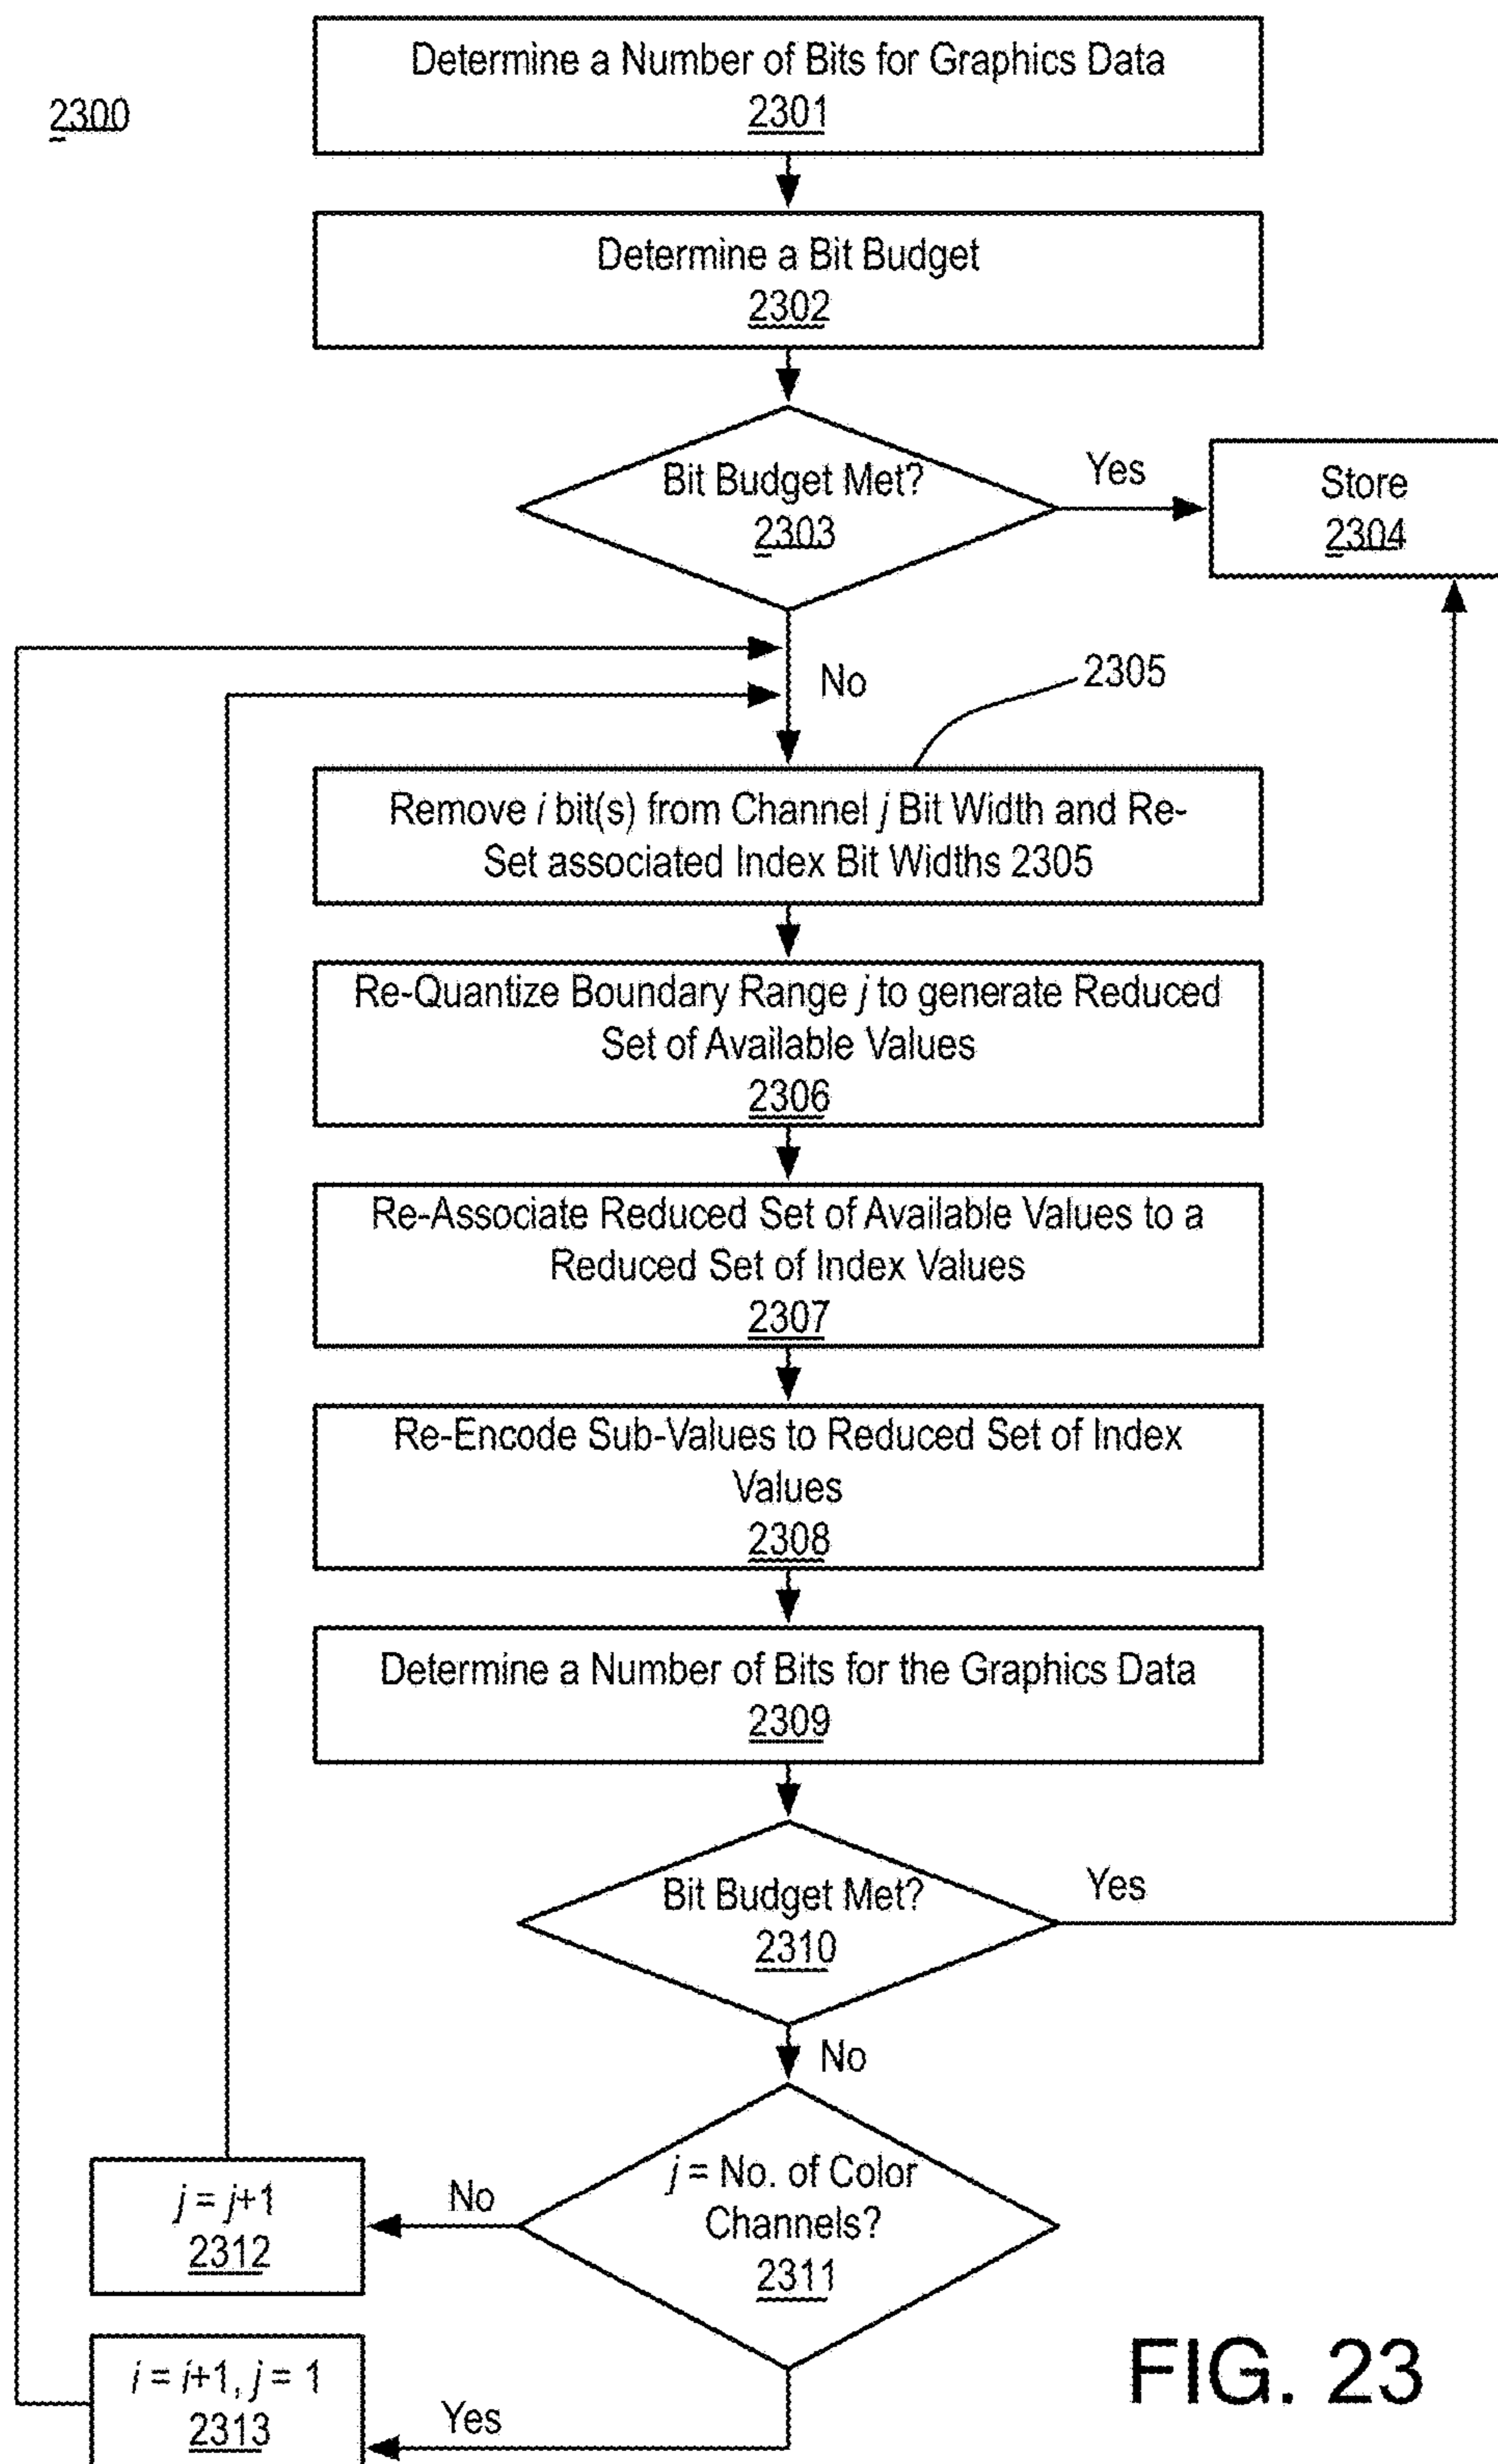 2300
Determine a Number of Bits for Graphics Data
2301
Determine a Bit Budget
2302
Bit Budget Met?
2303
Yes
Store
2304
No
2305
Remove i bit(s) from Channel j Bit Width and Re-
Set associated Index Bit Widths 2305
Re-Quantize Boundary Range j to generate Reduced
Set of Available Values
2306
Re-Associate Reduced Set of Available Values to a
Reduced Set of Index Values
2307
Re-Encode Sub-Values to Reduced Set of Index
Values
2308
Determine a Number of Bits for the Graphics Data
2309
Bit Budget Met?
2310
Yes
No
j = No. of Color
Channels?
2311
No
j = j+1
2312
Yes
i = i+1, j = 1
2313
FIG. 23